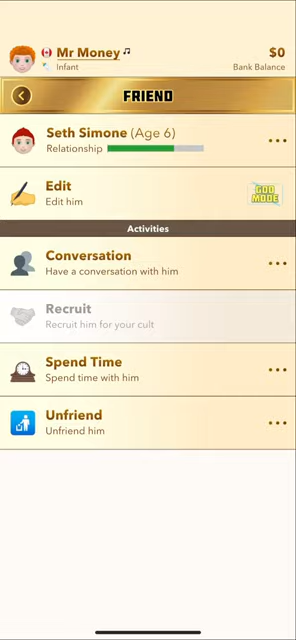 Mr Money
Infant
$0
Bank Balance
FRIEND
Seth Simone (Age 6)
Relationship
Edit
Edit him
GOD MODE
Activities
Conversation
Have a conversation with him
Recruit
Recruit him for your cult
Spend Time
Spend time with him
Unfriend
Unfriend him